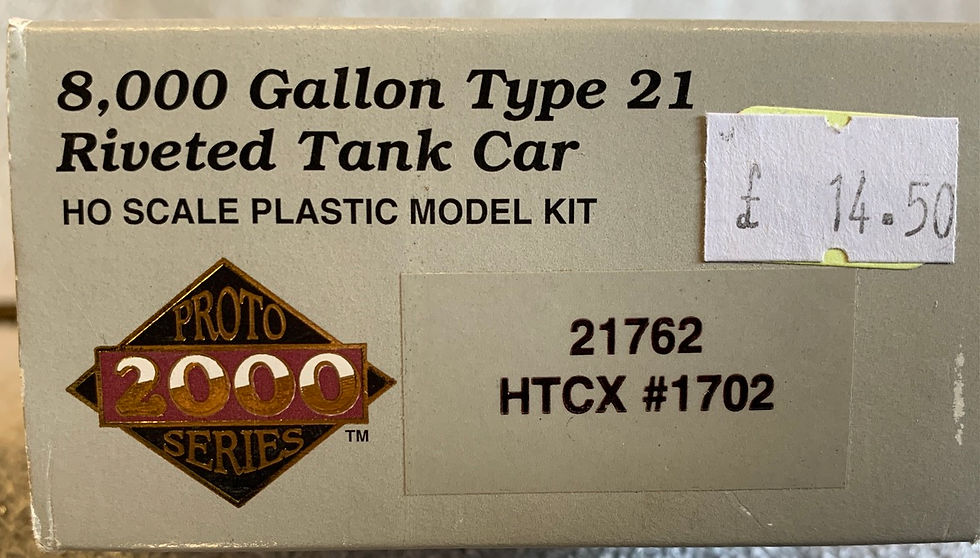 8,000 Gallon Type 21
Riveted Tank Car
HO SCALE PLASTIC MODEL KIT
£ 14.50
PROTO
2000
SERIES
TM
21762
HTCX #1702